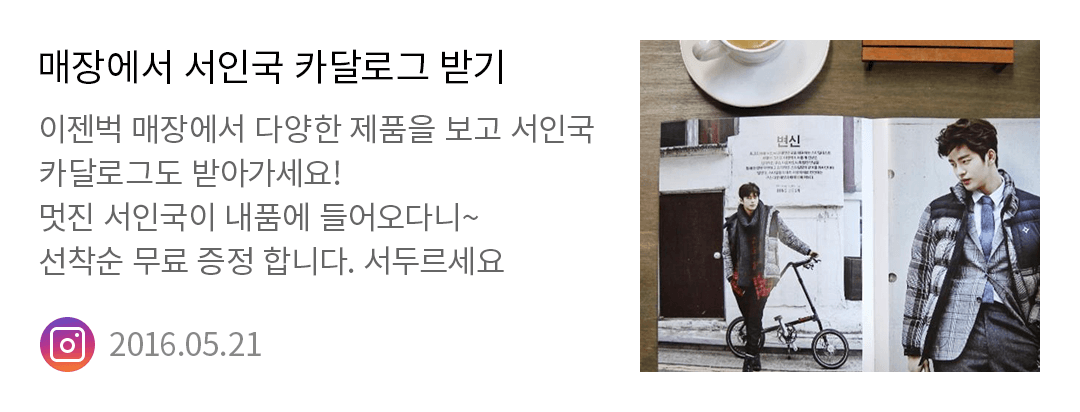 매장에서 서인국 카달로그 받기
이젠벅 매장에서 다양한 제품을 보고 서인국
카달로그도 받아가세요!
멋진 서인국이 내품에 들어오다니~
선착순 무료 증정 합니다. 서두르세요
2016.05.21
변신